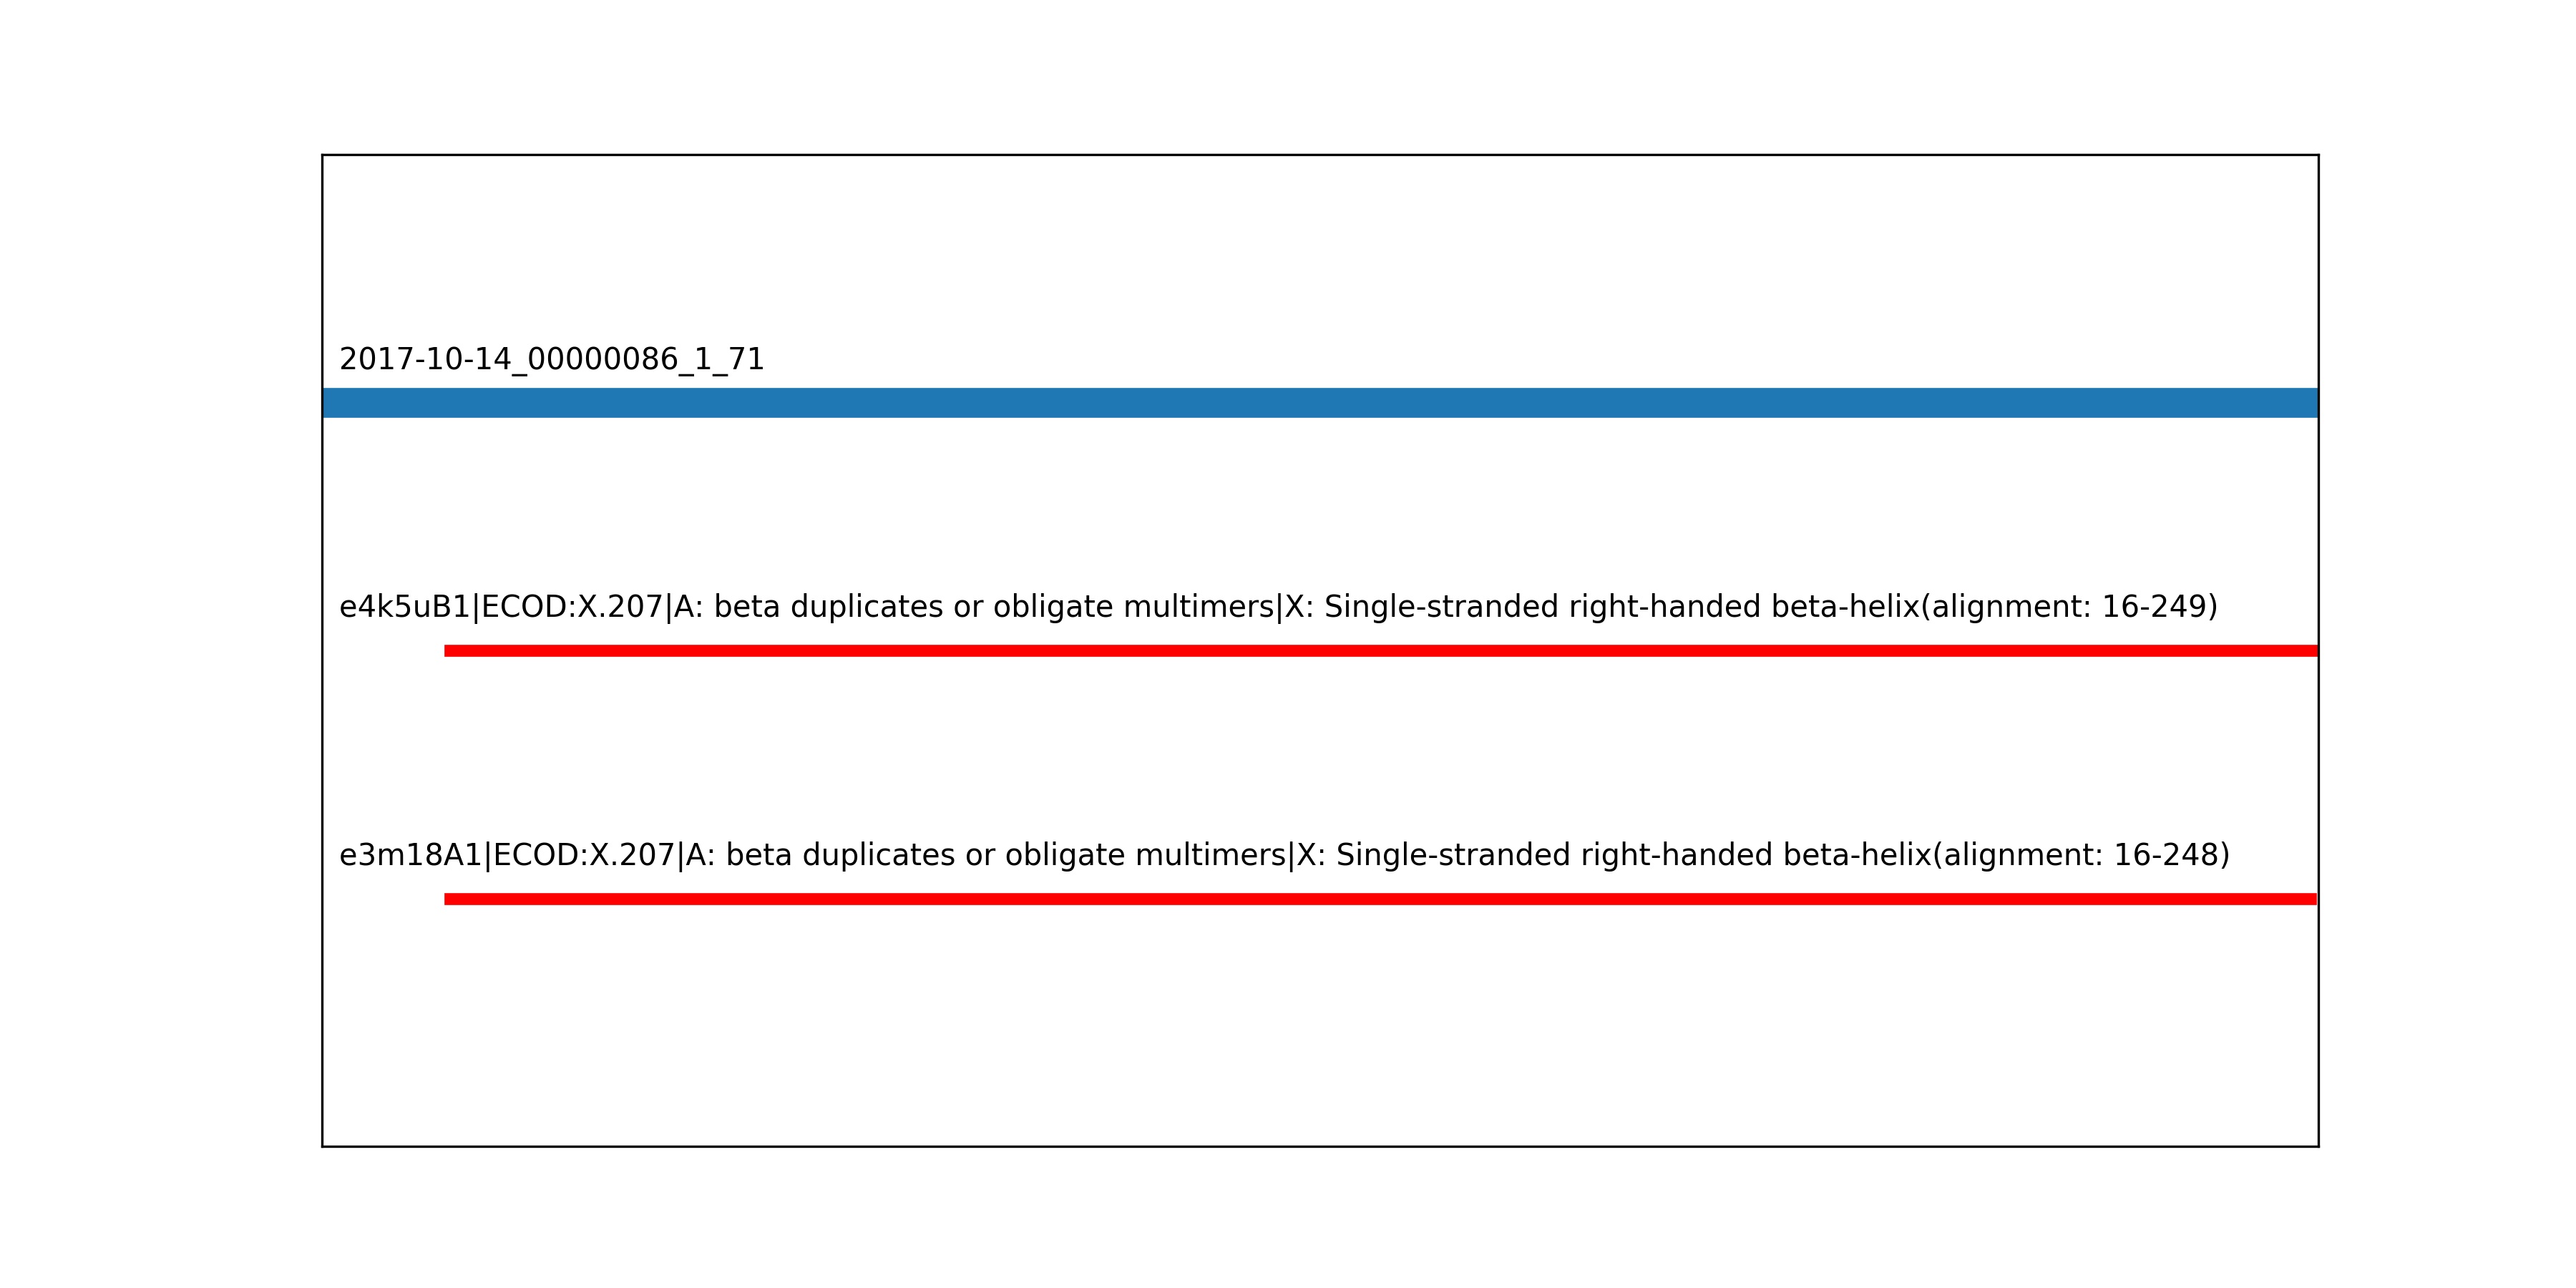 2017-10-14_00000086_1_71
e4k5uB1|ECOD:X.207|A: beta duplicates or obligate multimers|X: Single-stranded right-handed beta-helix(alignment: 16-249)
e3m18A1|ECOD:X.207|A: beta duplicates or obligate multimers|X: Single-stranded right-handed beta-helix(alignment: 16-248)